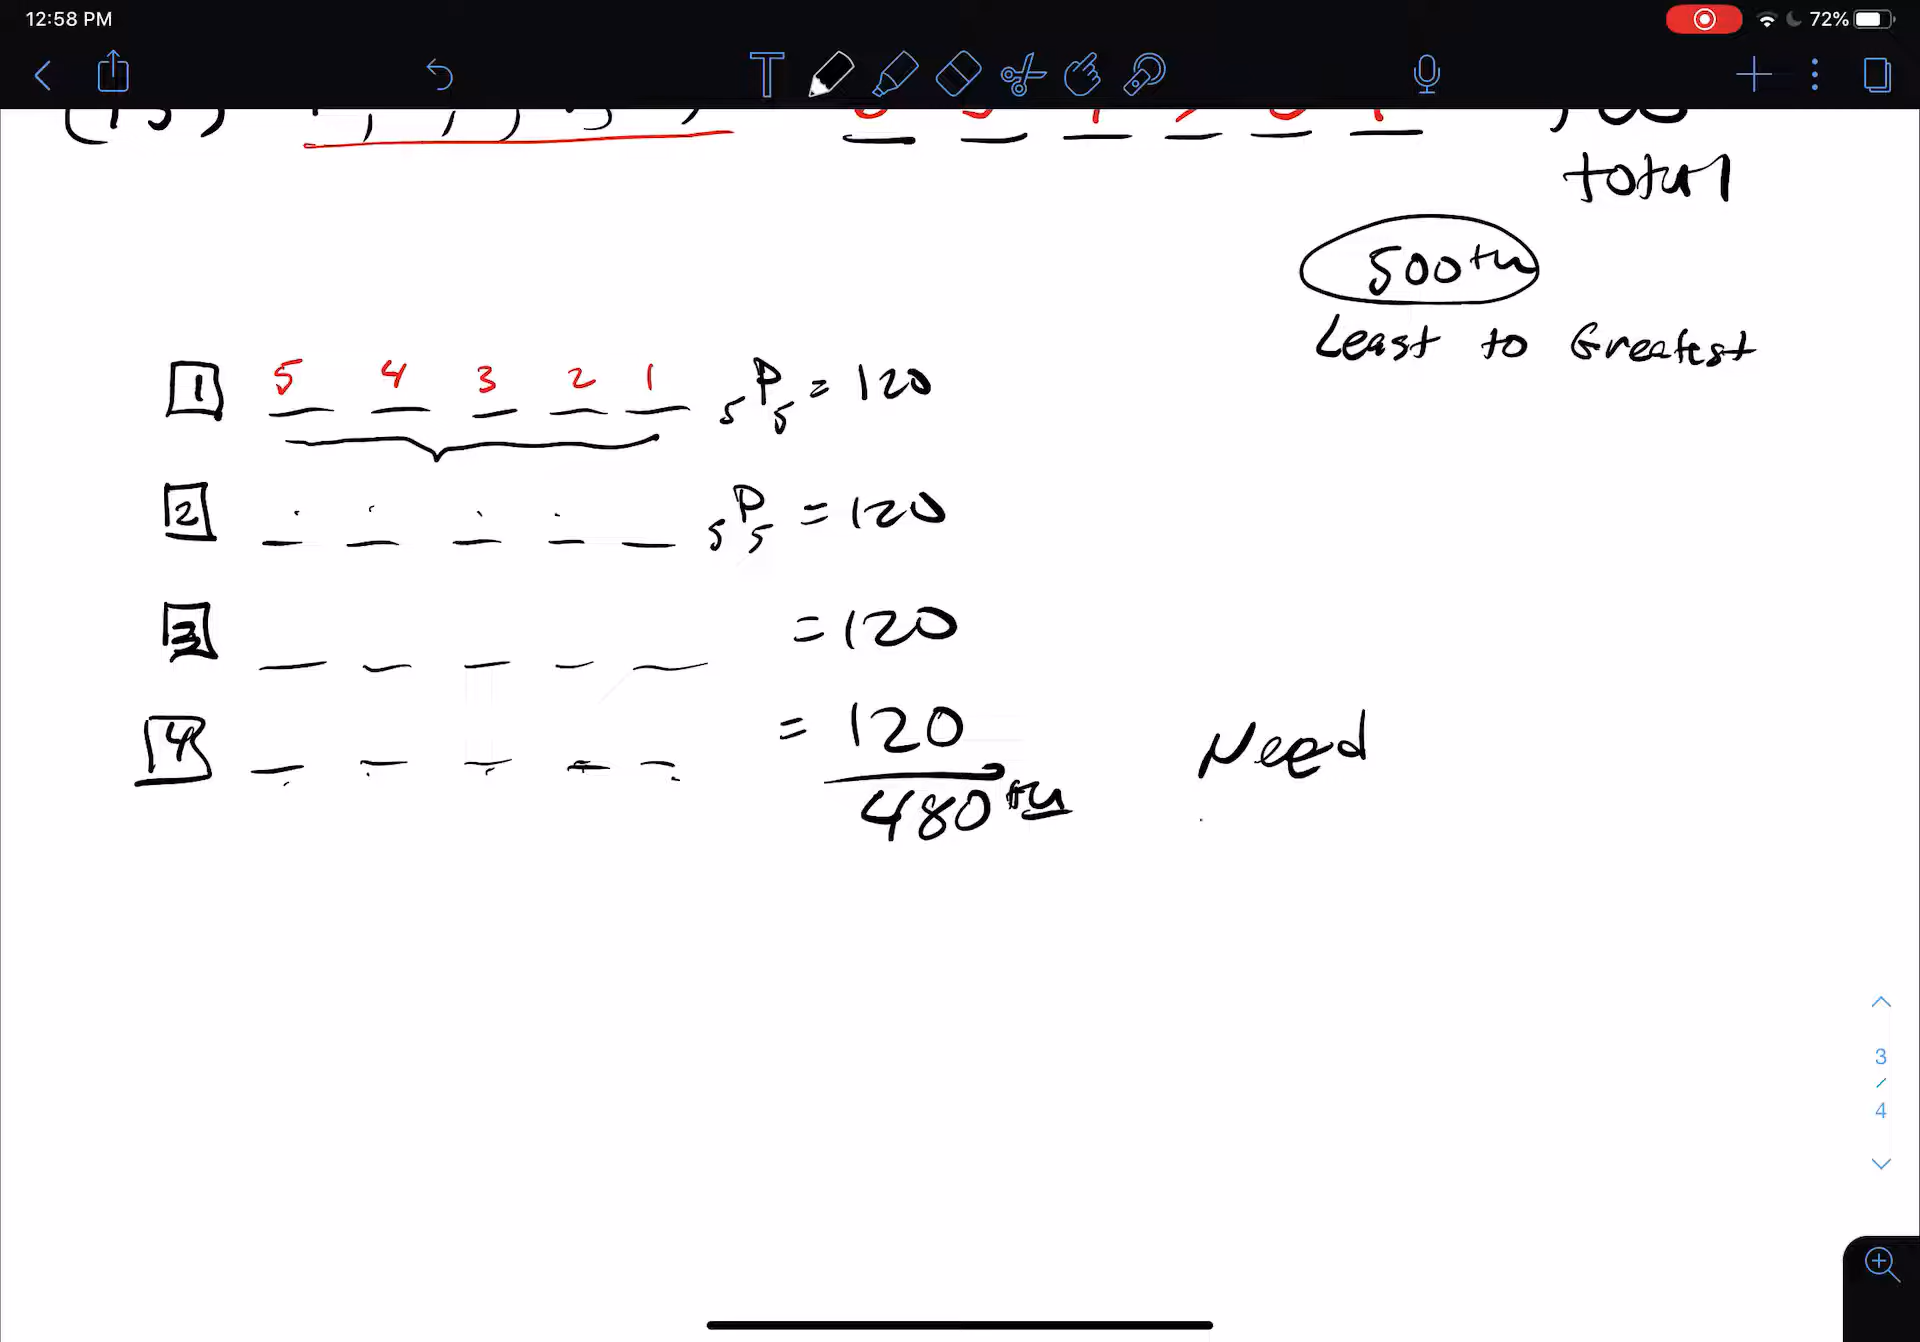 12:58 PM
72%
T
total
500th
Least to Greatest
1 5 4 3 2 1 5P5 = 120
2 5P5 = 120
3 = 120
4 = 120
Need
480th
3
/
4